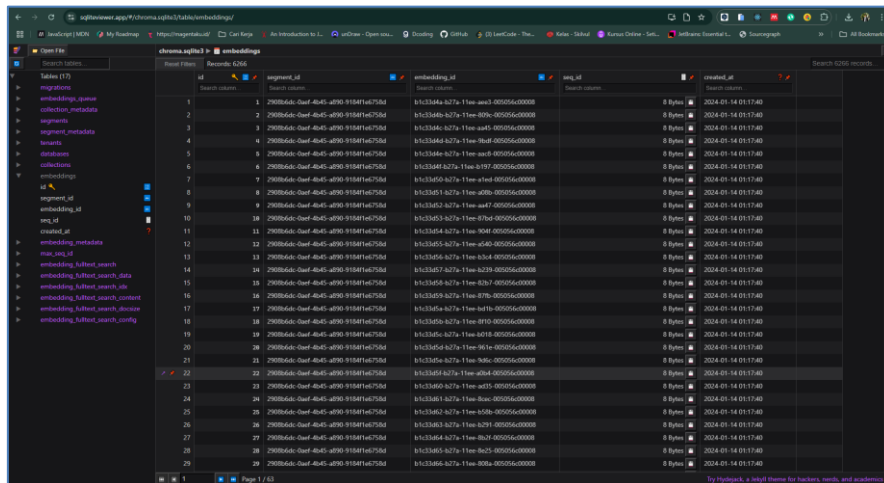 sqliteviewer.app/#/chroma.sqlite3/table/embeddings/
JavaScript | MDN My Roadmap https://magentaku.id/ Cari Kerja An Introduction to L... unDraw - Open sou... Dooding GitHub (3) LeetCode - The... Kelas - Skilvul Kursus Online - Seti... JetBrains: Essential t... Sourcegraph » All Bookmarks
Open File chroma.sqlite3 embeddings
Search tables... Reset Filters Records: 6266 Search 6266 records...
Tables (17)
migrations
embeddings_queue
collection_metadata
segments
segment_metadata
tenants
databases
collections
embeddings
id
segment_id
embedding_id
seq_id
created_at
embedding_metadata
max_seq_id
embedding_fulltext_search
embedding_fulltext_search_data
embedding_fulltext_search_idx
embedding_fulltext_search_content
embedding_fulltext_search_docsize
embedding_fulltext_search_config
id segment_id embedding_id seq_id created_at
Search column... Search column... Search column... Search column... Search column...
1 1 2908b6dc-0aef-4b45-a890-9184f1e6758d b1c33d4a-b27a-11ee-aee3-005056c00008 8 Bytes 2024-01-14 01:17:40
2 2 2908b6dc-0aef-4b45-a890-9184f1e6758d b1c33d4b-b27a-11ee-809c-005056c00008 8 Bytes 2024-01-14 01:17:40
3 3 2908b6dc-0aef-4b45-a890-9184f1e6758d b1c33d4c-b27a-11ee-aa45-005056c00008 8 Bytes 2024-01-14 01:17:40
4 4 2908b6dc-0aef-4b45-a890-9184f1e6758d b1c33d4d-b27a-11ee-9bdf-005056c00008 8 Bytes 2024-01-14 01:17:40
5 5 2908b6dc-0aef-4b45-a890-9184f1e6758d b1c33d4e-b27a-11ee-aac8-005056c00008 8 Bytes 2024-01-14 01:17:40
6 6 2908b6dc-0aef-4b45-a890-9184f1e6758d b1c33d4f-b27a-11ee-b197-005056c00008 8 Bytes 2024-01-14 01:17:40
7 7 2908b6dc-0aef-4b45-a890-9184f1e6758d b1c33d50-b27a-11ee-a1ed-005056c00008 8 Bytes 2024-01-14 01:17:40
8 8 2908b6dc-0aef-4b45-a890-9184f1e6758d b1c33d51-b27a-11ee-a08b-005056c00008 8 Bytes 2024-01-14 01:17:40
9 9 2908b6dc-0aef-4b45-a890-9184f1e6758d b1c33d52-b27a-11ee-aa47-005056c00008 8 Bytes 2024-01-14 01:17:40
10 10 2908b6dc-0aef-4b45-a890-9184f1e6758d b1c33d53-b27a-11ee-87bd-005056c00008 8 Bytes 2024-01-14 01:17:40
11 11 2908b6dc-0aef-4b45-a890-9184f1e6758d b1c33d54-b27a-11ee-904f-005056c00008 8 Bytes 2024-01-14 01:17:40
12 12 2908b6dc-0aef-4b45-a890-9184f1e6758d b1c33d55-b27a-11ee-a540-005056c00008 8 Bytes 2024-01-14 01:17:40
13 13 2908b6dc-0aef-4b45-a890-9184f1e6758d b1c33d56-b27a-11ee-b3c4-005056c00008 8 Bytes 2024-01-14 01:17:40
14 14 2908b6dc-0aef-4b45-a890-9184f1e6758d b1c33d57-b27a-11ee-b239-005056c00008 8 Bytes 2024-01-14 01:17:40
15 15 2908b6dc-0aef-4b45-a890-9184f1e6758d b1c33d58-b27a-11ee-82b7-005056c00008 8 Bytes 2024-01-14 01:17:40
16 16 2908b6dc-0aef-4b45-a890-9184f1e6758d b1c33d59-b27a-11ee-87fb-005056c00008 8 Bytes 2024-01-14 01:17:40
17 17 2908b6dc-0aef-4b45-a890-9184f1e6758d b1c33d5a-b27a-11ee-bd1b-005056c00008 8 Bytes 2024-01-14 01:17:40
18 18 2908b6dc-0aef-4b45-a890-9184f1e6758d b1c33d5b-b27a-11ee-8f10-005056c00008 8 Bytes 2024-01-14 01:17:40
19 19 2908b6dc-0aef-4b45-a890-9184f1e6758d b1c33d5c-b27a-11ee-b018-005056c00008 8 Bytes 2024-01-14 01:17:40
20 20 2908b6dc-0aef-4b45-a890-9184f1e6758d b1c33d5d-b27a-11ee-961e-005056c00008 8 Bytes 2024-01-14 01:17:40
21 21 2908b6dc-0aef-4b45-a890-9184f1e6758d b1c33d5e-b27a-11ee-9d6c-005056c00008 8 Bytes 2024-01-14 01:17:40
22 22 2908b6dc-0aef-4b45-a890-9184f1e6758d b1c33d5f-b27a-11ee-a0b4-005056c00008 8 Bytes 2024-01-14 01:17:40
23 23 2908b6dc-0aef-4b45-a890-9184f1e6758d b1c33d60-b27a-11ee-ad35-005056c00008 8 Bytes 2024-01-14 01:17:40
24 24 2908b6dc-0aef-4b45-a890-9184f1e6758d b1c33d61-b27a-11ee-8cec-005056c00008 8 Bytes 2024-01-14 01:17:40
25 25 2908b6dc-0aef-4b45-a890-9184f1e6758d b1c33d62-b27a-11ee-b58b-005056c00008 8 Bytes 2024-01-14 01:17:40
26 26 2908b6dc-0aef-4b45-a890-9184f1e6758d b1c33d63-b27a-11ee-b291-005056c00008 8 Bytes 2024-01-14 01:17:40
27 27 2908b6dc-0aef-4b45-a890-9184f1e6758d b1c33d64-b27a-11ee-8b2f-005056c00008 8 Bytes 2024-01-14 01:17:40
28 28 2908b6dc-0aef-4b45-a890-9184f1e6758d b1c33d65-b27a-11ee-8e25-005056c00008 8 Bytes 2024-01-14 01:17:40
29 29 2908b6dc-0aef-4b45-a890-9184f1e6758d b1c33d66-b27a-11ee-808a-005056c00008 8 Bytes 2024-01-14 01:17:40
1 Page 1 / 63 Try Hydejack, a Jekyll theme for hackers, nerds, and academics